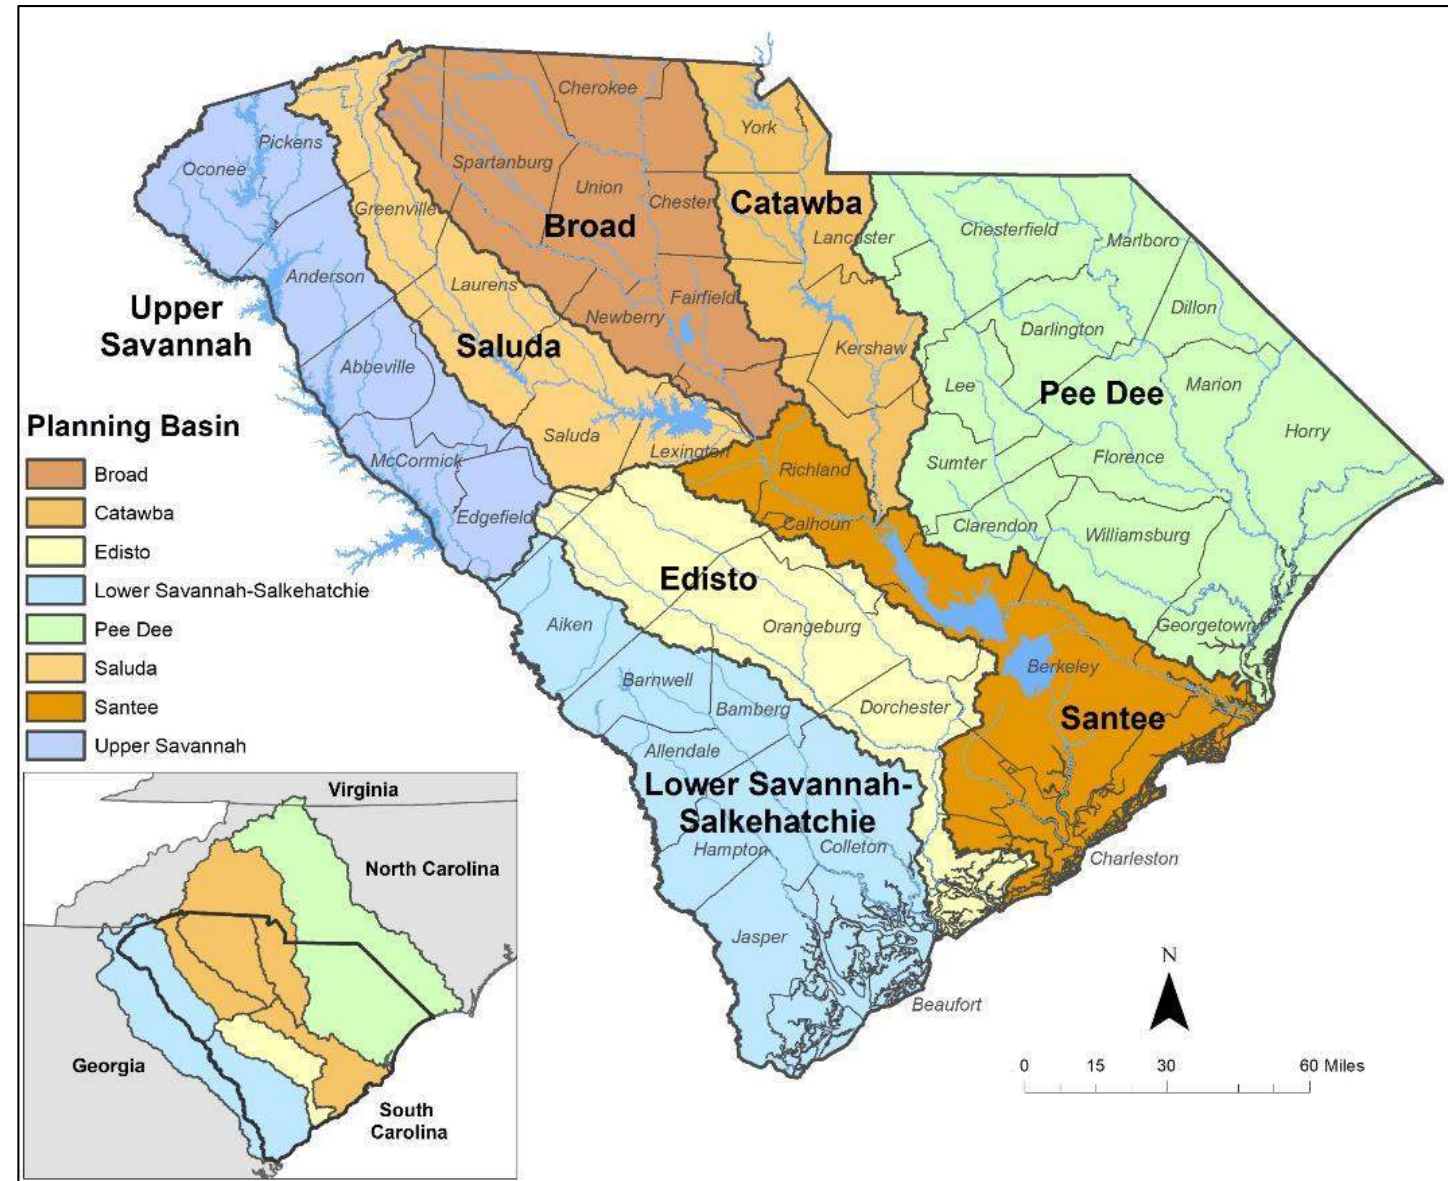 Cherokee
York
Pickens
Oconee
Spartanburg
Union
Chester
Catawba
Greenville
Broad
Lancaster
Chesterfield
Marlboro
Anderson
Laurens
Upper
Savannah
Newberry
Fairfield
Dillon
Darlington
Saluda
Kershaw
Abbeville
Lee
Pee Dee
Marion
Horry
Saluda
Lexington
McCormick
Richland
Sumter
Florence
Edgefield
Calhoun
Clarendon
Williamsburg
Edisto
Aiken
Orangeburg
Georgetown
Barnwell
Berkeley
Bamberg
Dorchester
Santee
Allendale
Lower Savannah-
Salkehatchie
Hampton
Colleton
Charleston
Jasper
Beaufort
Planning Basin
Broad
Catawba
Edisto
Lower Savannah-Salkehatchie
Pee Dee
Saluda
Santee
Upper Savannah
Virginia
North Carolina
Georgia
South
Carolina
N
0 15 30 60 Miles